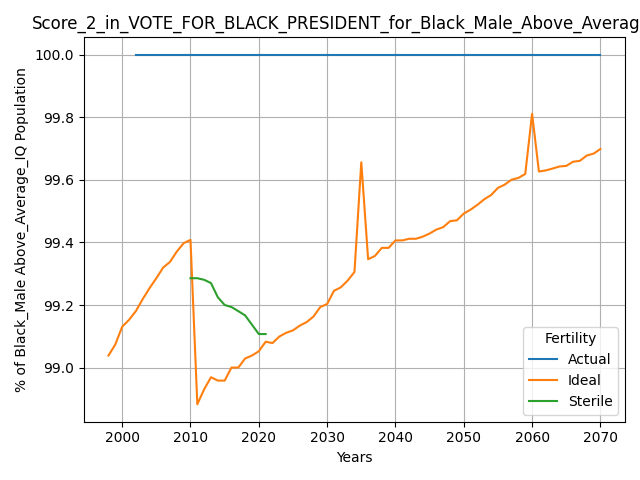 Score_2_in_VOTE_FOR_BLACK_PRESIDENT_for_Black_Male_Above_Averag
100.0
99.8
99.6
99.4
99.2
99.0
% of Black_Male Above_Average_IQ Population
Fertility
Actual
Ideal
Sterile
2000 2010 2020 2030 2040 2050 2060 2070
Years